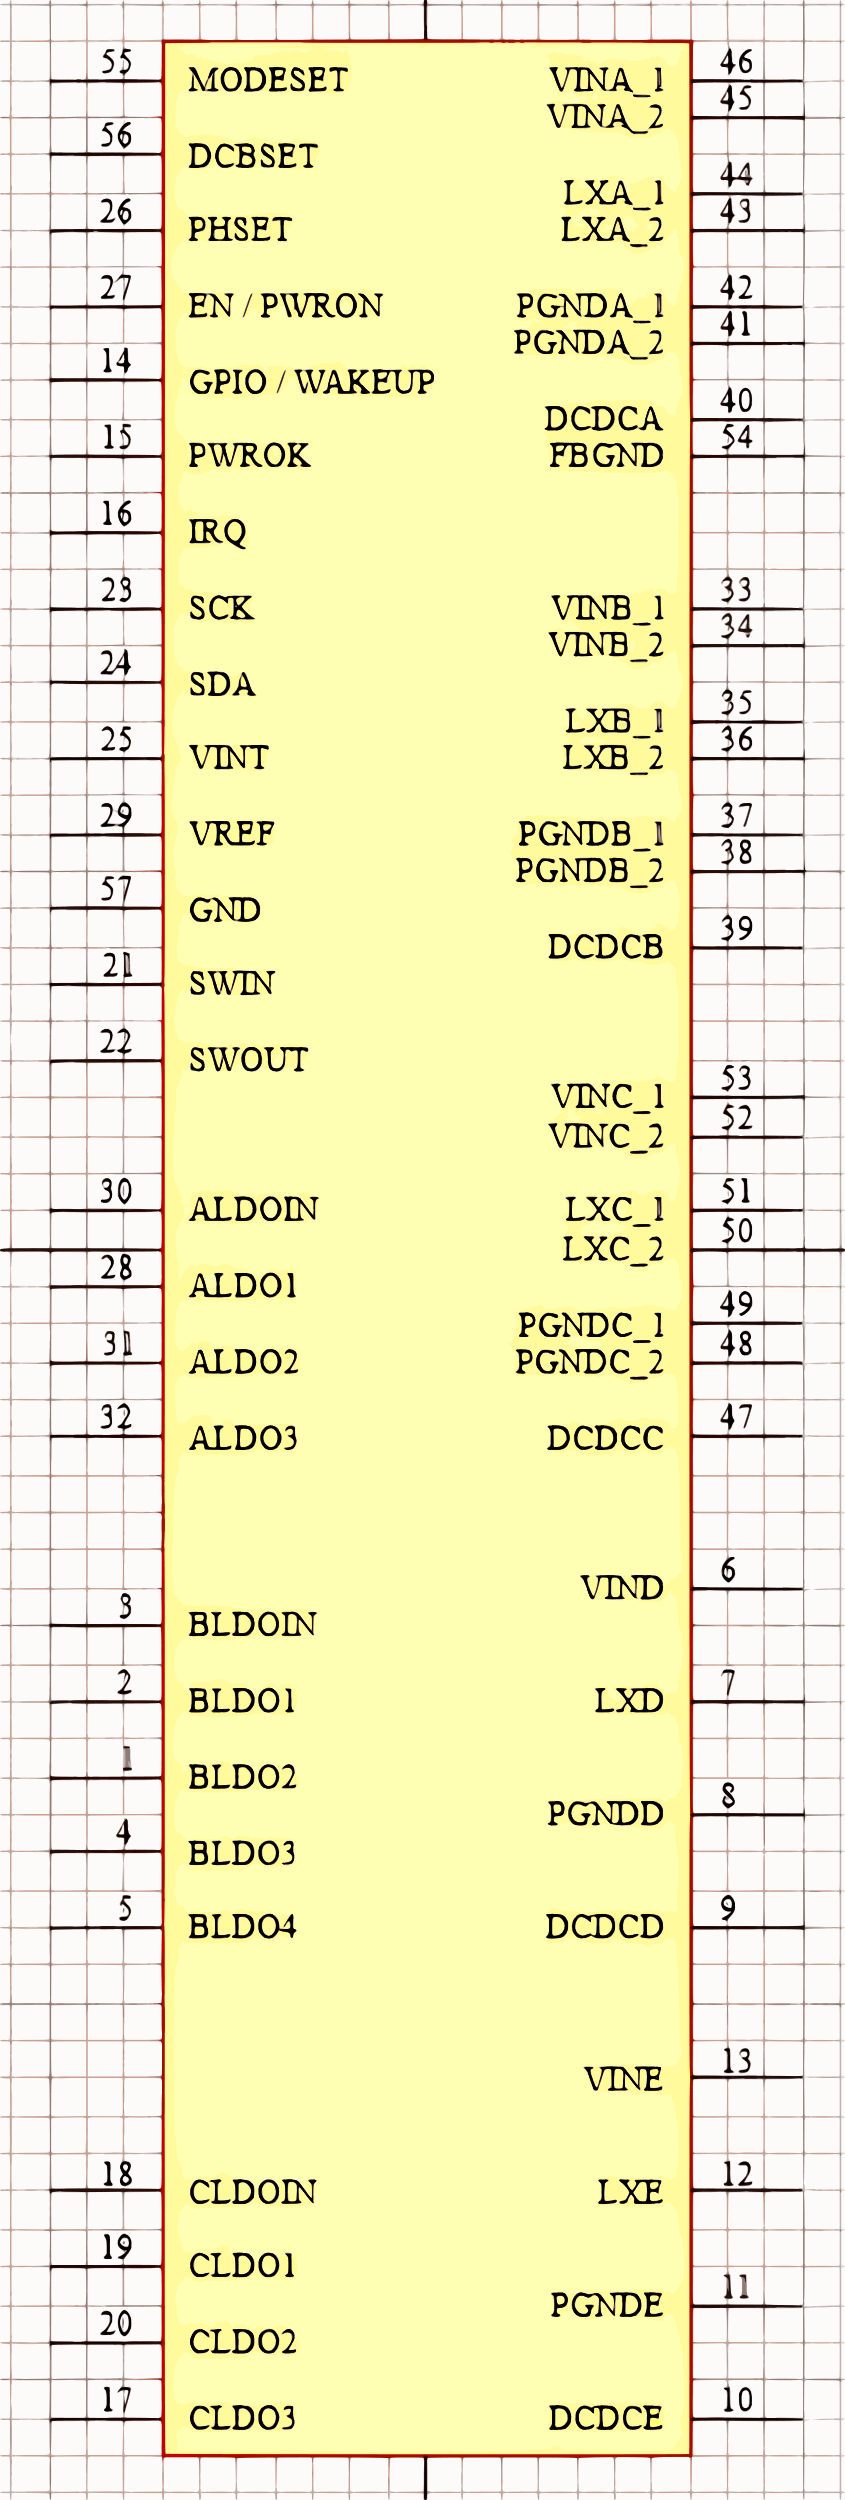 55 MODESET VINA_1 46
VINA_2 45
56 DCBSET
LXA_1 44
26 PHSET LXA_2 43
27 EN / PWRON PGNDA_1 42
PGNDA_2 41
14 GPIO / WAKEUP
DCDCA 40
15 PWROK FBGND 54
16 IRQ
23 SCK VINB_1 33
VINB_2 34
24 SDA
LXB_1 35
25 VINT LXB_2 36
29 VREF PGNDB_1 37
PGNDB_2 38
57 GND
DCDCB 39
21 SWIN
22 SWOUT
VINC_1 53
VINC_2 52
30 ALDOIN LXC_1 51
LXC_2 50
28 ALDO1
PGNDC_1 49
31 ALDO2 PGNDC_2 48
32 ALDO3 DCDCC 47
VIND 6
3 BLDOIN
2 BLDO1 LXD 7
1 BLDO2
PGNDD 8
4 BLDO3
5 BLDO4 DCDCD 9
VINE 13
18 CLDOIN LXE 12
19 CLDO1
PGNDE 11
20 CLDO2
17 CLDO3 DCDCE 10